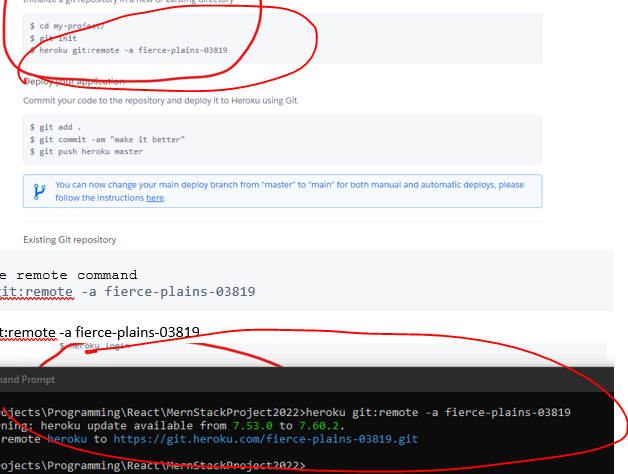 Initialize a git repository in a new or existing directory
$ cd my-project/
$ git init
$ heroku git:remote -a fierce-plains-03819
Deploy your application
Commit your code to the repository and deploy it to Heroku using Git.
$ git add .
$ git commit -am "make it better"
$ git push heroku master
You can now change your main deploy branch from "master" to "main" for both manual and automatic deploys, please
follow the instructions here.
Existing Git repository
e remote command
git:remote -a fierce-plains-03819
t:remote -a fierce-plains-03819
$ heroku login
mand Prompt
ojects\Programming\React\MernStackProject2022>heroku git:remote -a fierce-plains-03819
rning: heroku update available from 7.53.0 to 7.60.2.
remote heroku to https://git.heroku.com/fierce-plains-03819.git
ojects\Programming\React\MernStackProject2022>